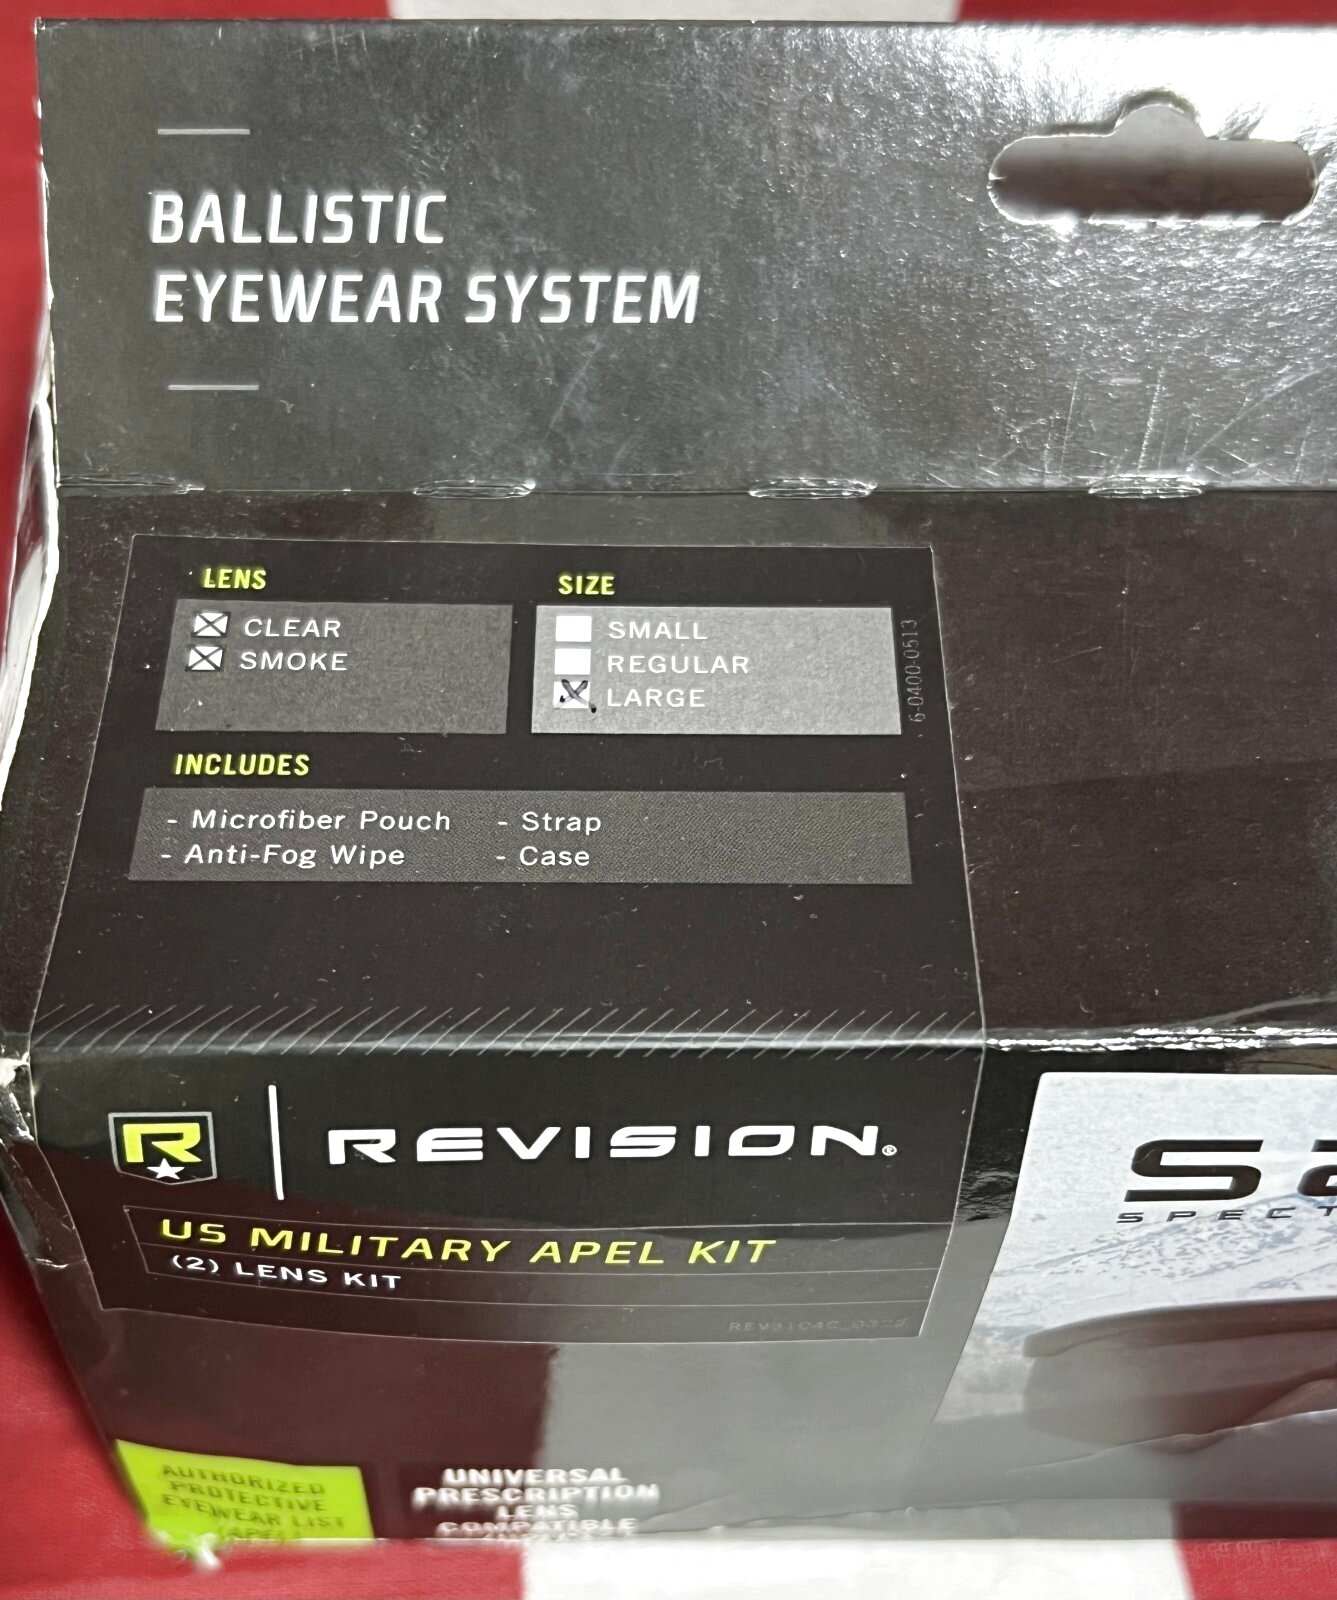 BALLISTIC
EYEWEAR SYSTEM
LENS
CLEAR
SMOKE
SIZE
SMALL
REGULAR
LARGE
6-0400-0513
INCLUDES
- Microfiber Pouch
- Anti-Fog Wipe
- Strap
- Case
R
REVISION®
US MILITARY APEL KIT
(2) LENS KIT
SPECT
AUTHORIZED
PROTECTIVE
EYEWEAR LIST
UNIVERSAL
PRESCRIPTION
LENS
COMPATIBLE